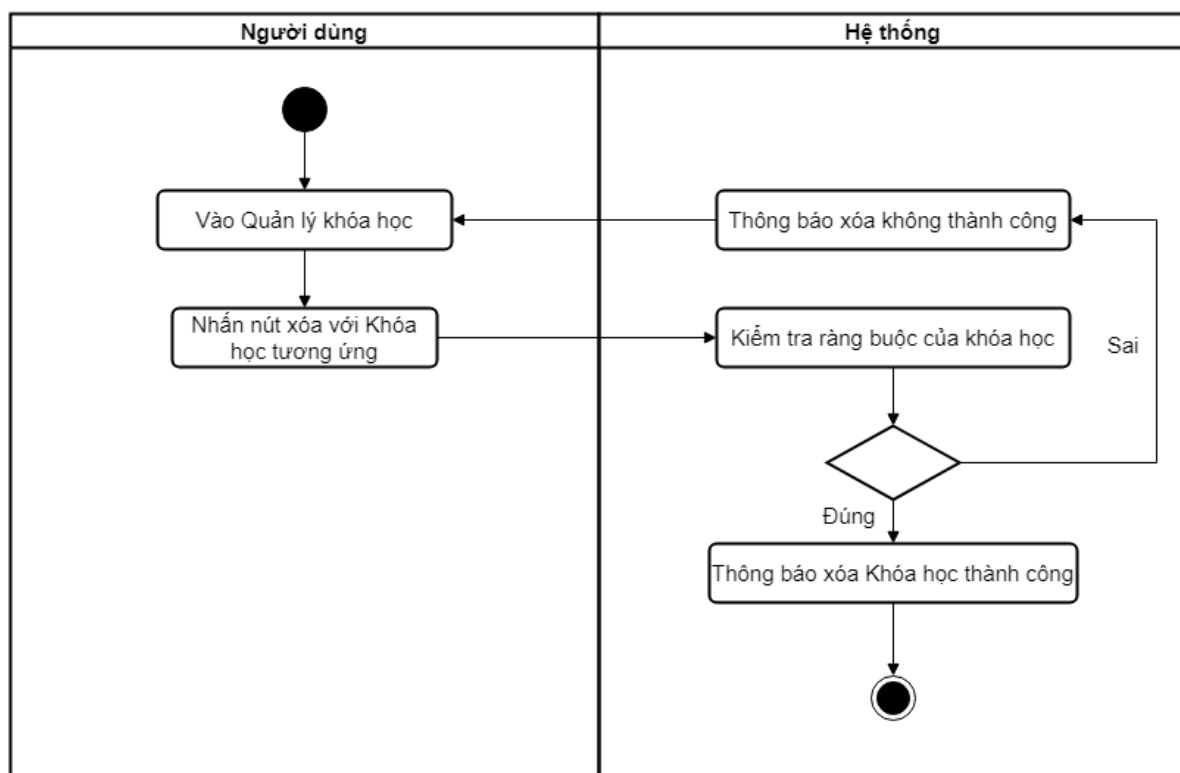 Người dùng
Hệ thống
Vào Quản lý khóa học
Thông báo xóa không thành công
Nhấn nút xóa với Khóa
học tương ứng
Kiểm tra ràng buộc của khóa học
Sai
Đúng
Thông báo xóa Khóa học thành công